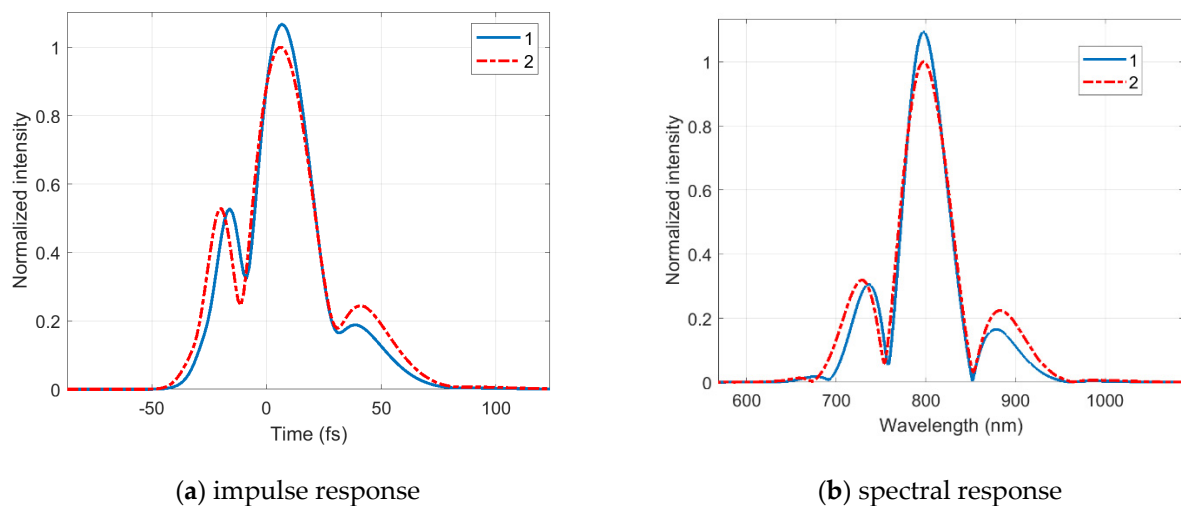 1
2
1
0.8
0.6
0.4
0.2
0
Normalized intensity
-50 0 50 100
Time (fs)
(a) impulse response
1
2
1
0.8
0.6
0.4
0.2
0
Normalized intensity
600 700 800 900 1000
Wavelength (nm)
(b) spectral response